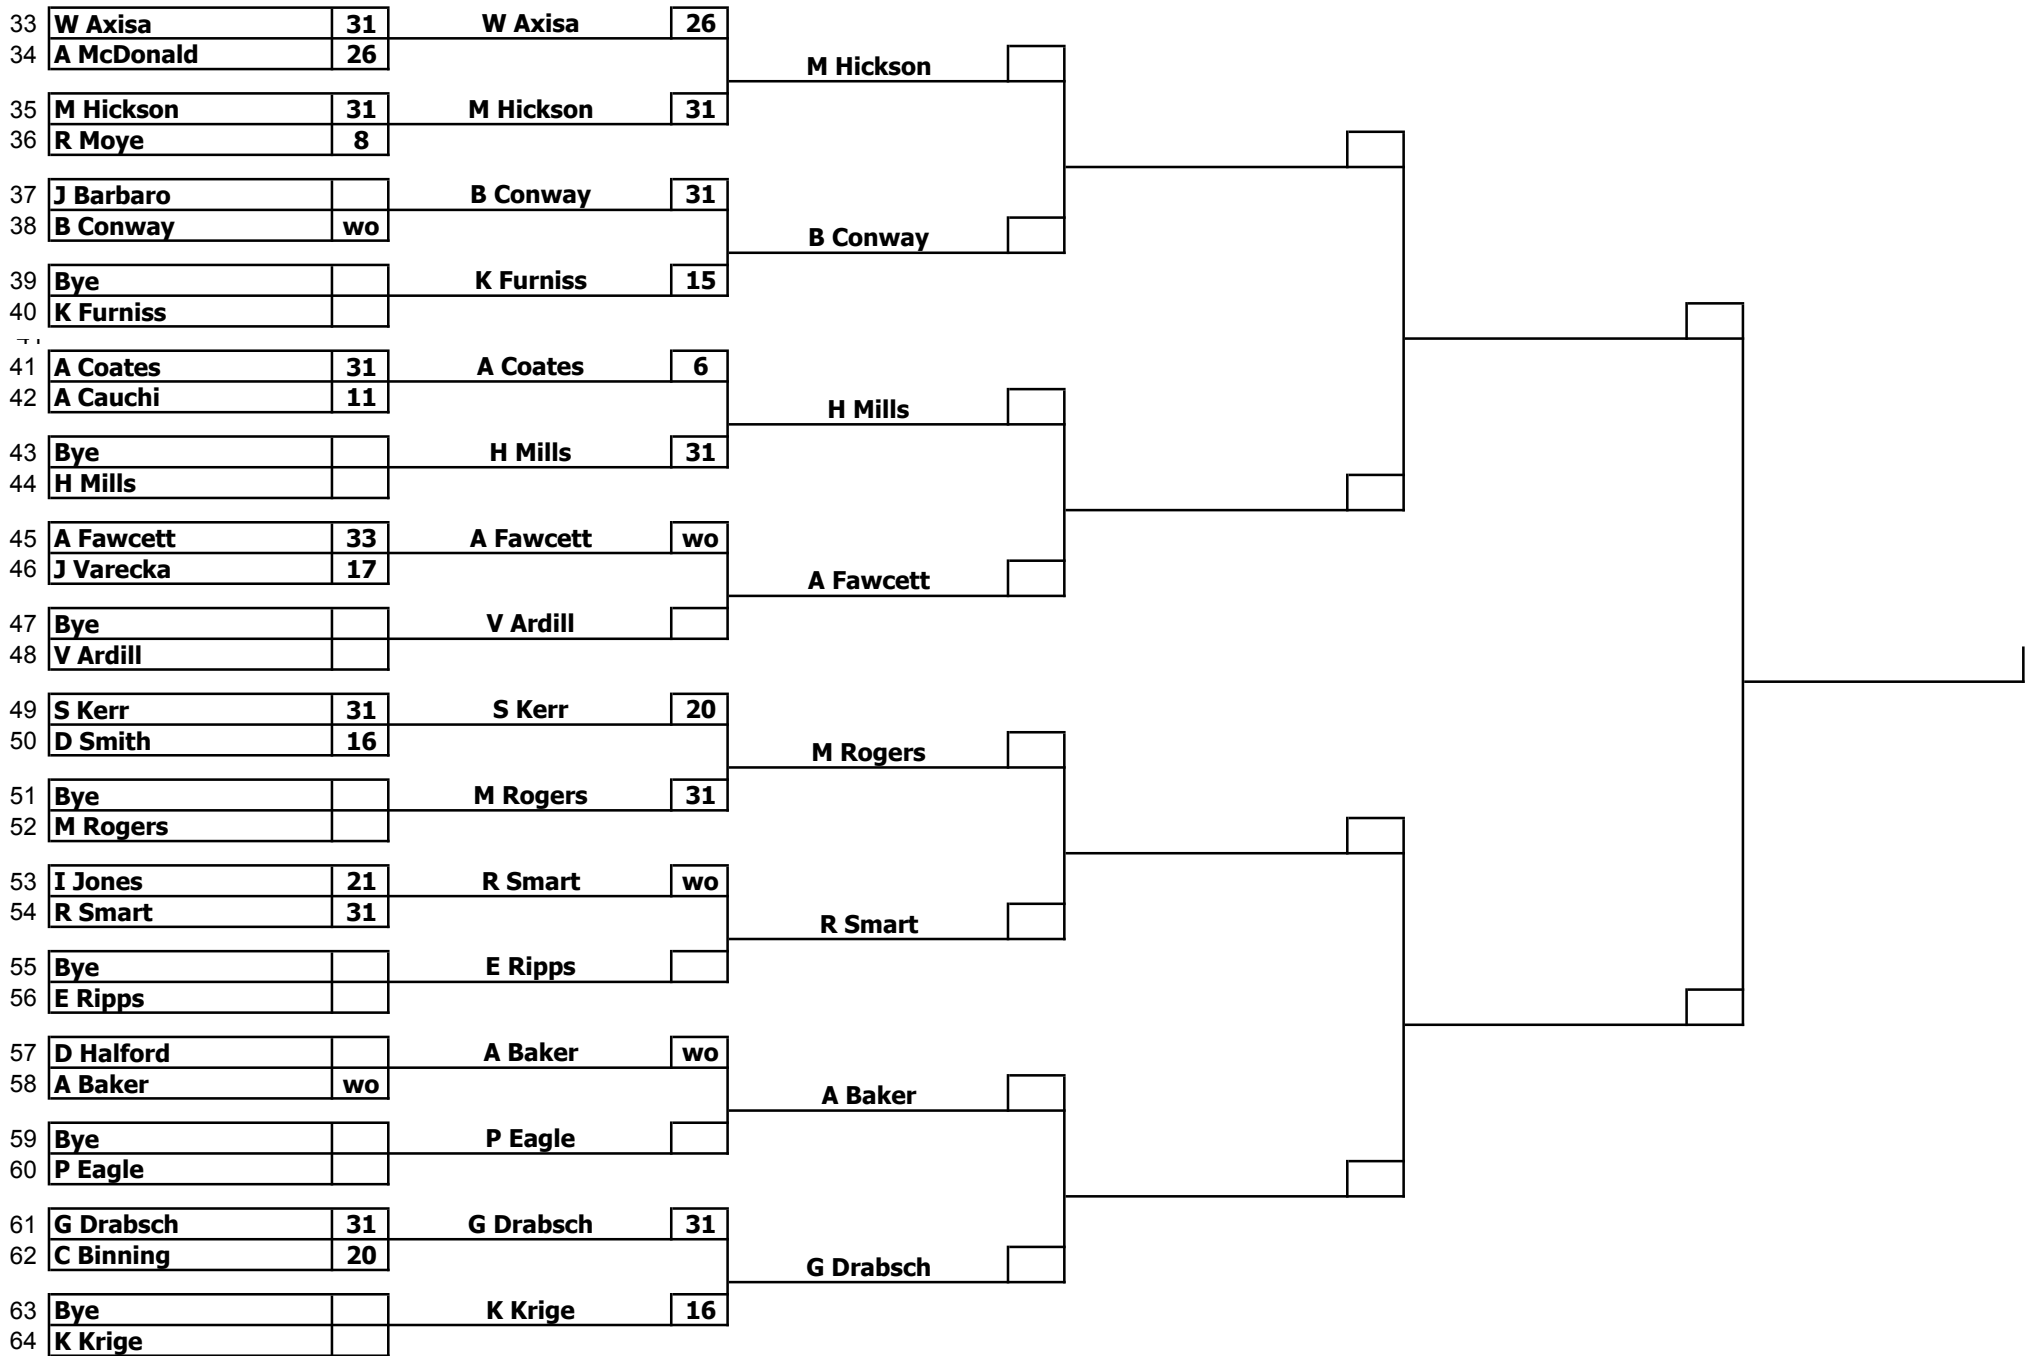 33 W Axisa 31 W Axisa 26
34 A McDonald 26
M Hickson
35 M Hickson 31 M Hickson 31
36 R Moye 8
37 J Barbaro B Conway 31
38 B Conway wo
B Conway
39 Bye K Furniss 15
40 K Furniss
41 A Coates 31 A Coates 6
42 A Cauchi 11
H Mills
43 Bye H Mills 31
44 H Mills
45 A Fawcett 33 A Fawcett wo
46 J Varecka 17
A Fawcett
47 Bye V Ardill
48 V Ardill
49 S Kerr 31 S Kerr 20
50 D Smith 16
M Rogers
51 Bye M Rogers 31
52 M Rogers
53 I Jones 21 R Smart wo
54 R Smart 31
R Smart
55 Bye E Ripps
56 E Ripps
57 D Halford A Baker wo
58 A Baker wo
A Baker
59 Bye P Eagle
60 P Eagle
61 G Drabsch 31 G Drabsch 31
62 C Binning 20
G Drabsch
63 Bye K Krige 16
64 K Krige